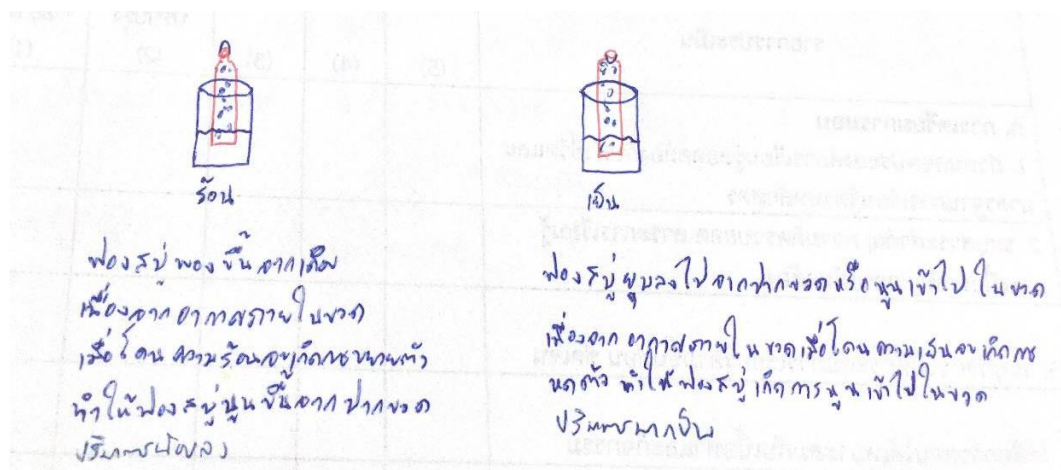 ร้อน
ฟองสบู่พองขึ้นจากเดิม
เนื่องจากอากาศภายในขวด
เมื่อโดนความร้อนจะเกิดการขยายตัว
ทำให้ฟองสบู่นูนขึ้นจากปากขวด
ปริมาตรน้อยลง
เย็น
ฟองสบู่ยุบลงไปจากปากขวดหรือนูนเข้าไปในขวด
เนื่องจากอากาศภายในขวดเมื่อโดนความเย็นจะเกิดการ
หดตัว ทำให้ฟองสบู่เกิดการนูนเข้าไปในขวด
ปริมาตรมากขึ้น